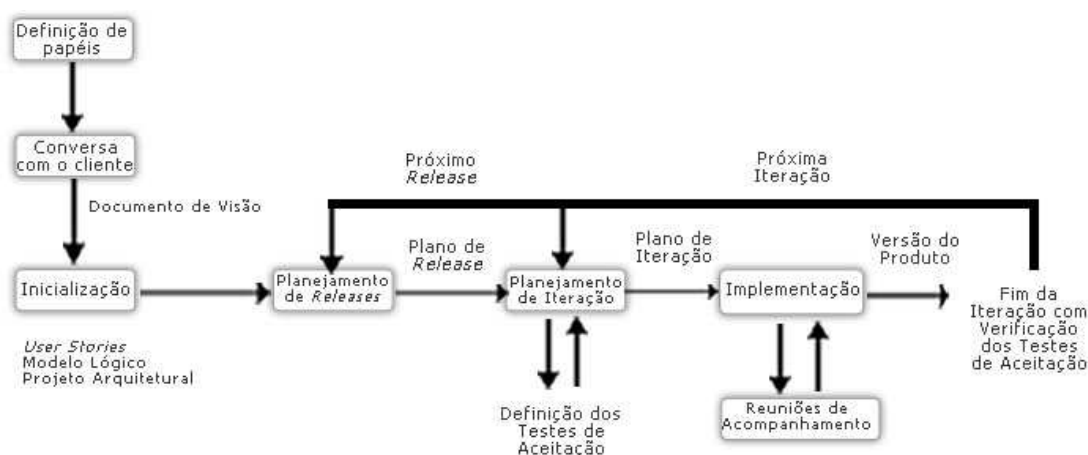 Definição de
papéis
Conversa
com o cliente
Documento de Visão
Próximo
Release
Próxima
Iteração
Inicialização
Planejamento
de Releases
Plano de
Release
Planejamento
de Iteração
Plano de
Iteração
Implementação
Versão do
Produto
Fim da
Iteração com
Verificação
dos Testes
de Aceitação
User Stories
Modelo Lógico
Projeto Arquitetural
Definição dos
Testes de
Aceitação
Reuniões de
Acompanhamento